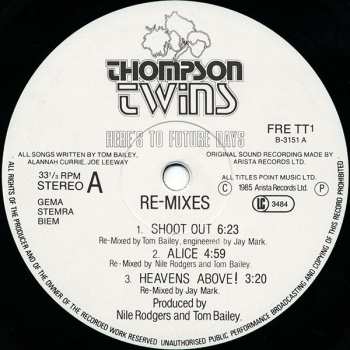 THOMPSON
TWINS
HERE'S TO FUTURE DAYS
FRE TT1
B-3151 A
ALL SONGS WRITTEN BY TOM BAILEY,
ALANNAH CURRIE, JOE LEEWAY
ORIGINAL SOUND RECORDING MADE BY
ARISTA RECORDS LTD.
33⅓ RPM
STEREO A
ALL TITLES POINT MUSIC LTD.
Ⓟ © 1985 Arista Records Ltd.
GEMA
STEMRA
BIEM
RE-MIXES
LC 3484
1. SHOOT OUT 6:23
Re-Mixed by Tom Bailey, engineered by Jay Mark.
2. ALICE 4:59
Re-Mixed by Nile Rodgers and Tom Bailey.
3. HEAVENS ABOVE! 3:20
Re-Mixed by Jay Mark.
Produced by
Nile Rodgers and Tom Bailey.
ALL RIGHTS OF THE PRODUCER AND OF THE OWNER OF THE RECORDED WORK RESERVED UNAUTHORISED PUBLIC PERFORMANCE BROADCASTING AND COPYING OF THIS RECORD PROHIBITED